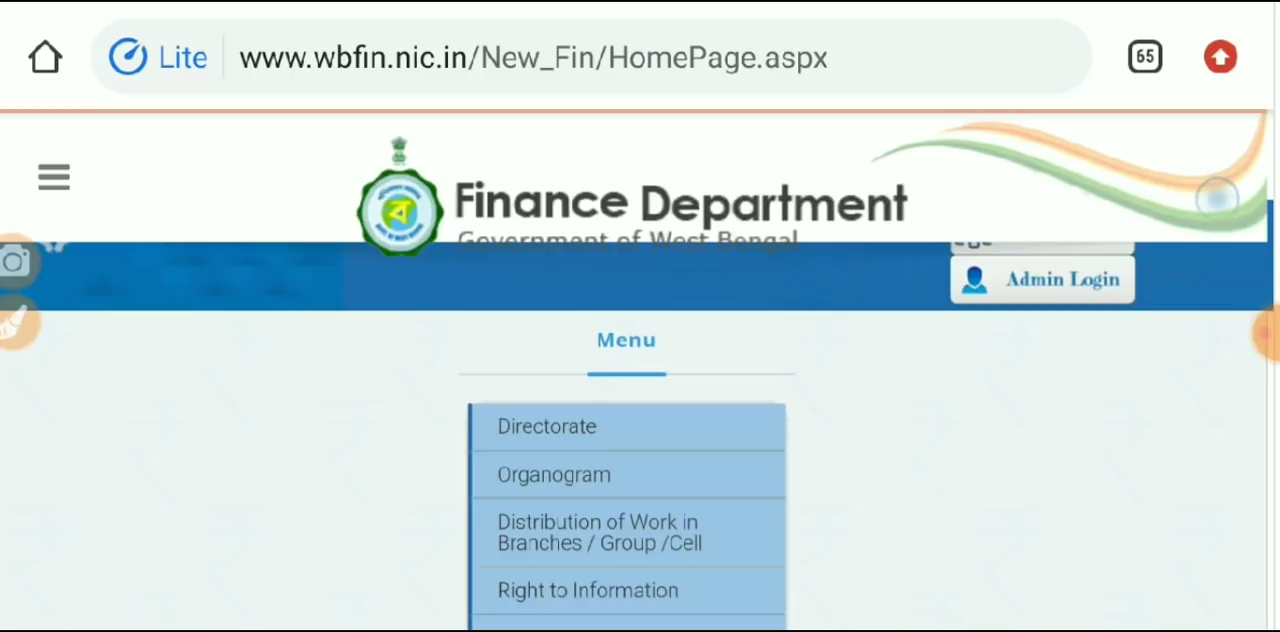 Lite www.wbfin.nic.in/New_Fin/HomePage.aspx 65
Finance Department
Government of West Bengal
Admin Login
Menu
Directorate
Organogram
Distribution of Work in
Branches / Group /Cell
Right to Information